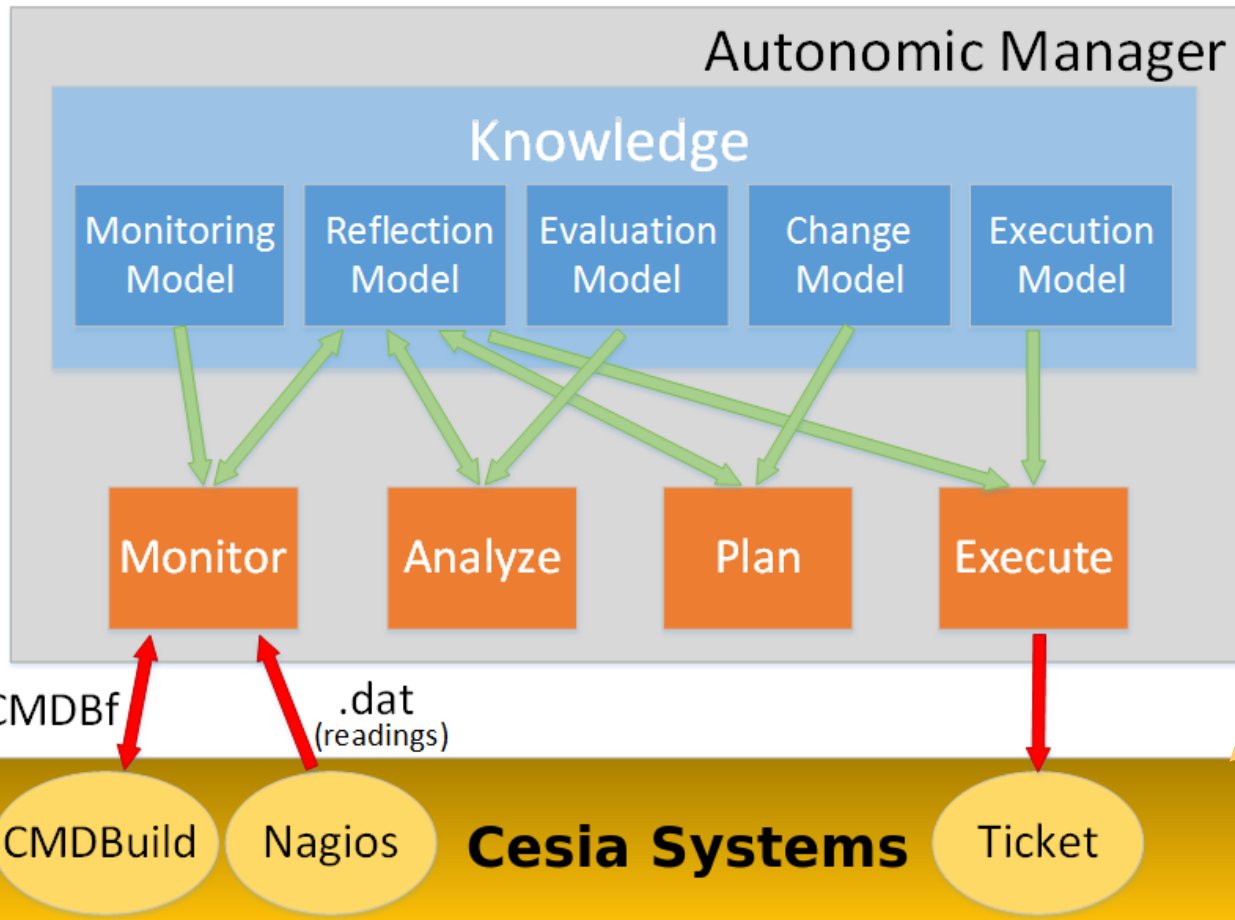 Autonomic Manager
Knowledge
Monitoring
Model
Reflection
Model
Evaluation
Model
Change
Model
Execution
Model
Monitor
Analyze
Plan
Execute
CMDBf
.dat
(readings)
CMDBuild
Nagios
Cesia Systems
Ticket